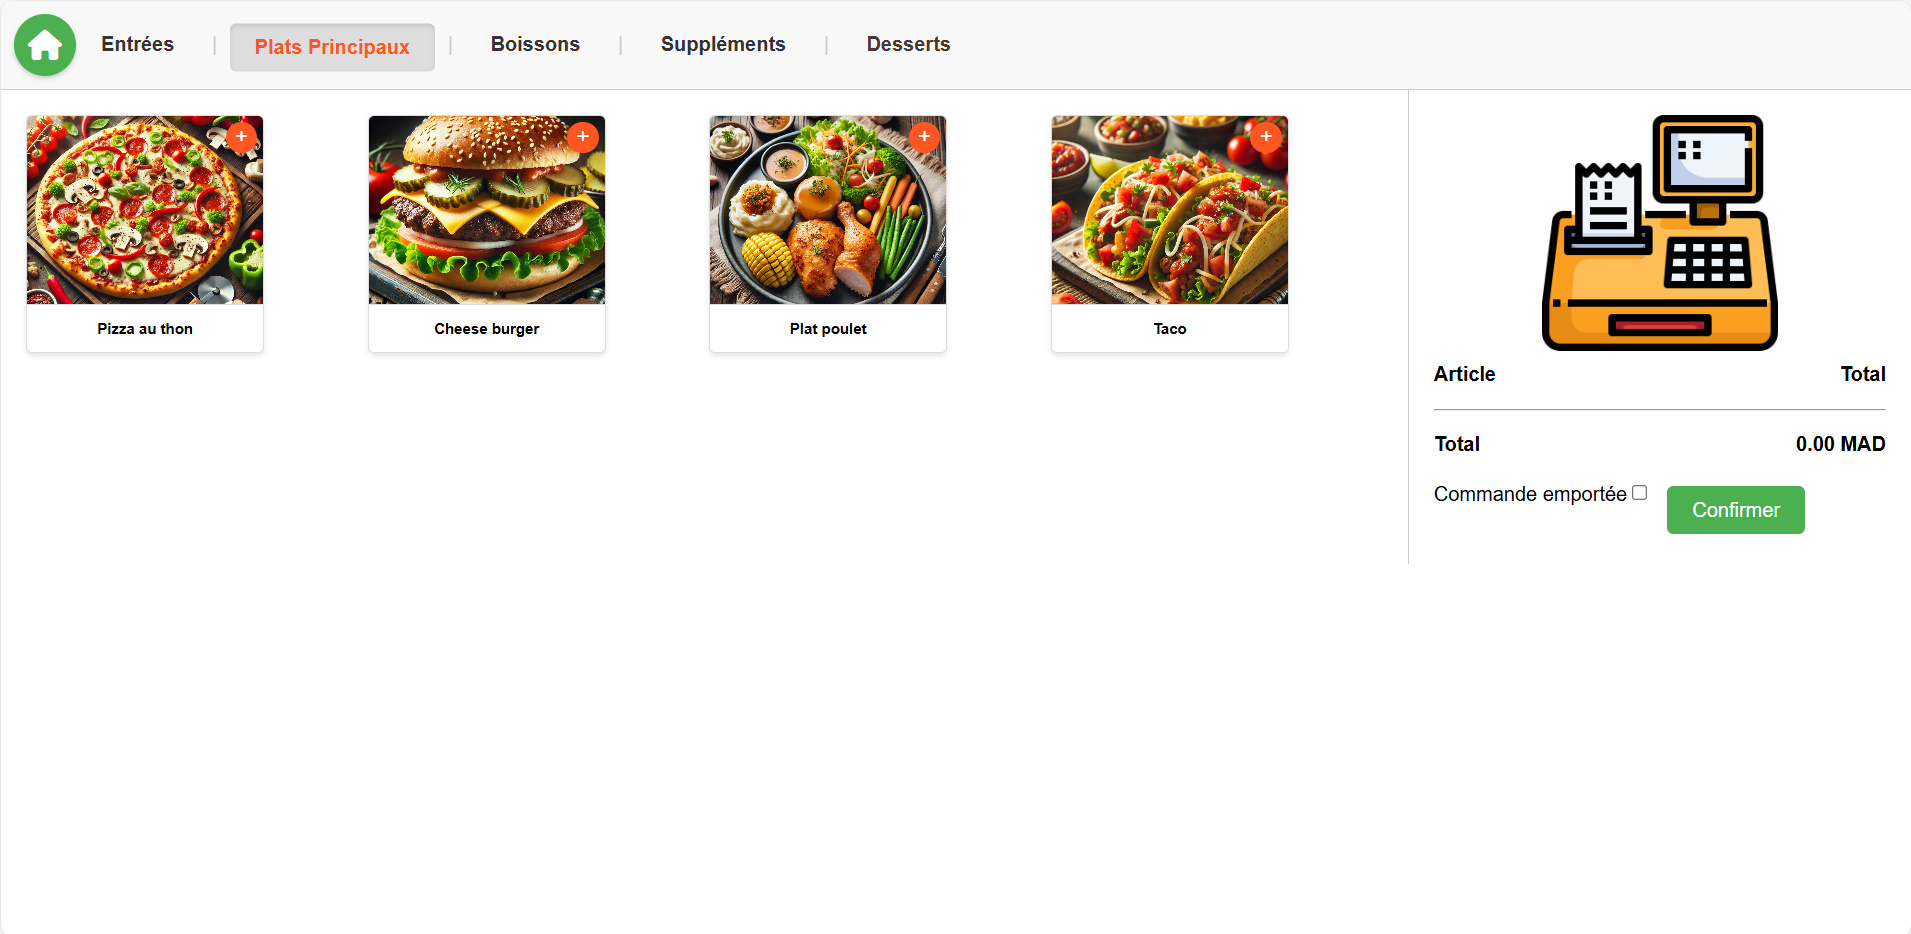 Entrées | Plats Principaux | Boissons | Suppléments | Desserts
+ + + +
Pizza au thon Cheese burger Plat poulet Taco
Article Total
Total 0.00 MAD
Commande emportée Confirmer